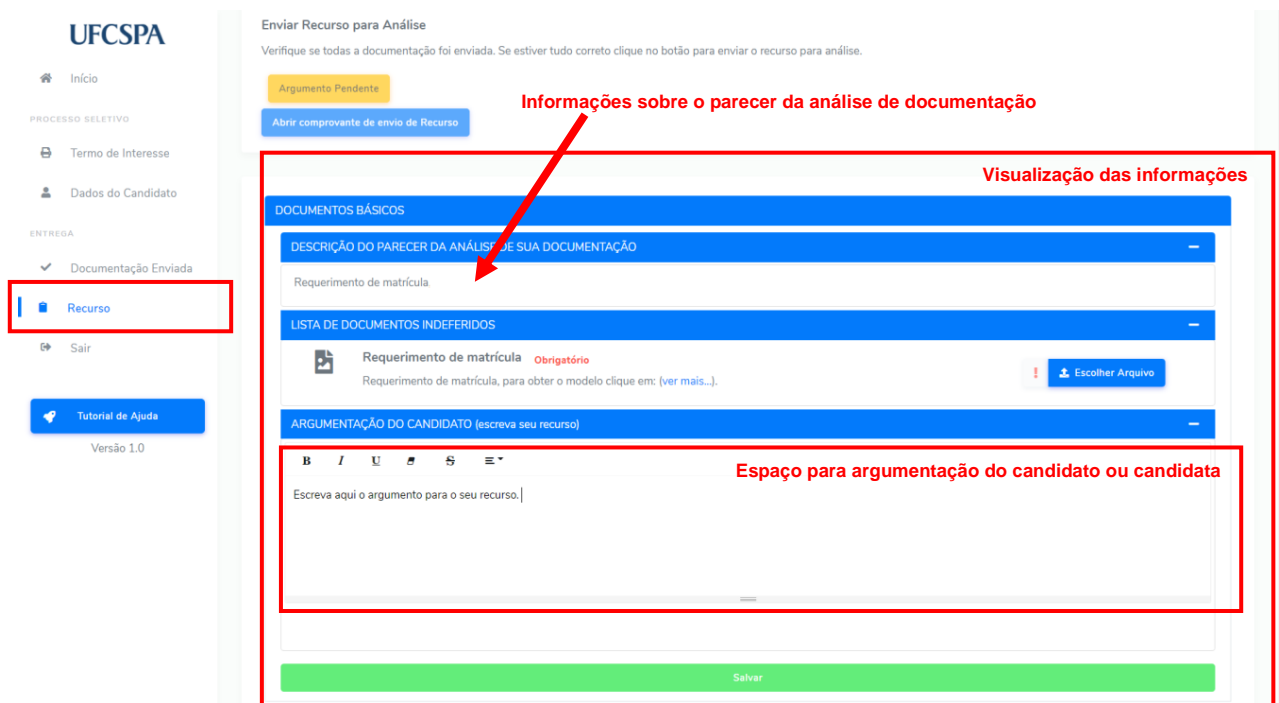 UFCSPA
Início
PROCESSO SELETIVO
Termo de Interesse
Dados do Candidato
ENTREGA
Documentação Enviada
Recurso
Sair
Tutorial de Ajuda
Versão 1.0
Enviar Recurso para Análise
Verifique se todas a documentação foi enviada. Se estiver tudo correto clique no botão para enviar o recurso para análise.
Argumento Pendente
Abrir comprovante de envio de Recurso
Informações sobre o parecer da análise de documentação
Visualização das informações
DOCUMENTOS BÁSICOS
DESCRIÇÃO DO PARECER DA ANÁLISE DE SUA DOCUMENTAÇÃO
Requerimento de matrícula.
LISTA DE DOCUMENTOS INDEFERIDOS
Requerimento de matrícula Obrigatório
Requerimento de matrícula, para obter o modelo clique em: (ver mais...).
! Escolher Arquivo
ARGUMENTAÇÃO DO CANDIDATO (escreva seu recurso)
B I U S
Espaço para argumentação do candidato ou candidata
Escreva aqui o argumento para o seu recurso.
Salvar